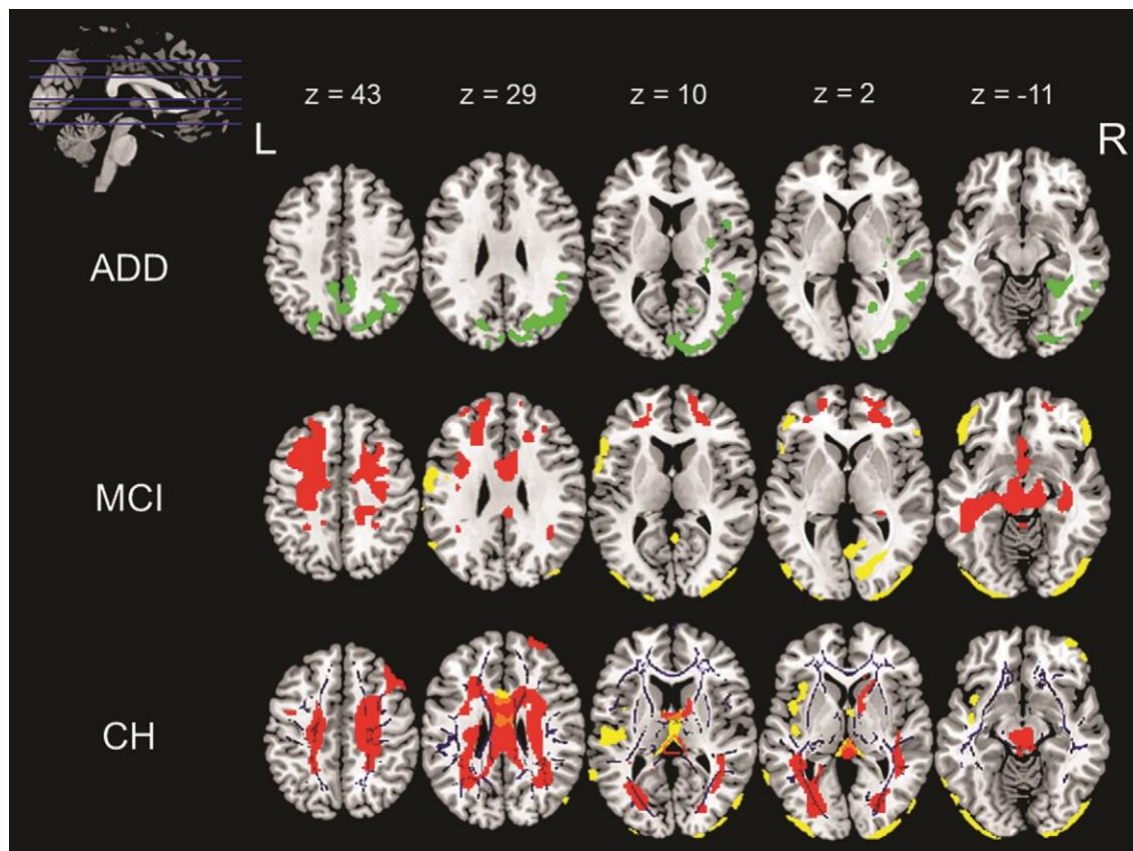 z = 43 z = 29 z = 10 z = 2 z = -11
L R
ADD
MCI
CH